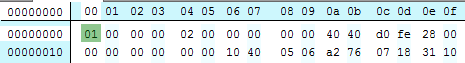 00000000 00 01 02 03 04 05 06 07 08 09 0a 0b 0c 0d 0e 0f
00000000 01 00 00 00 02 00 00 00 00 00 40 40 d0 fe 28 00
00000010 00 00 00 00 00 00 10 40 05 06 a2 76 07 18 31 10